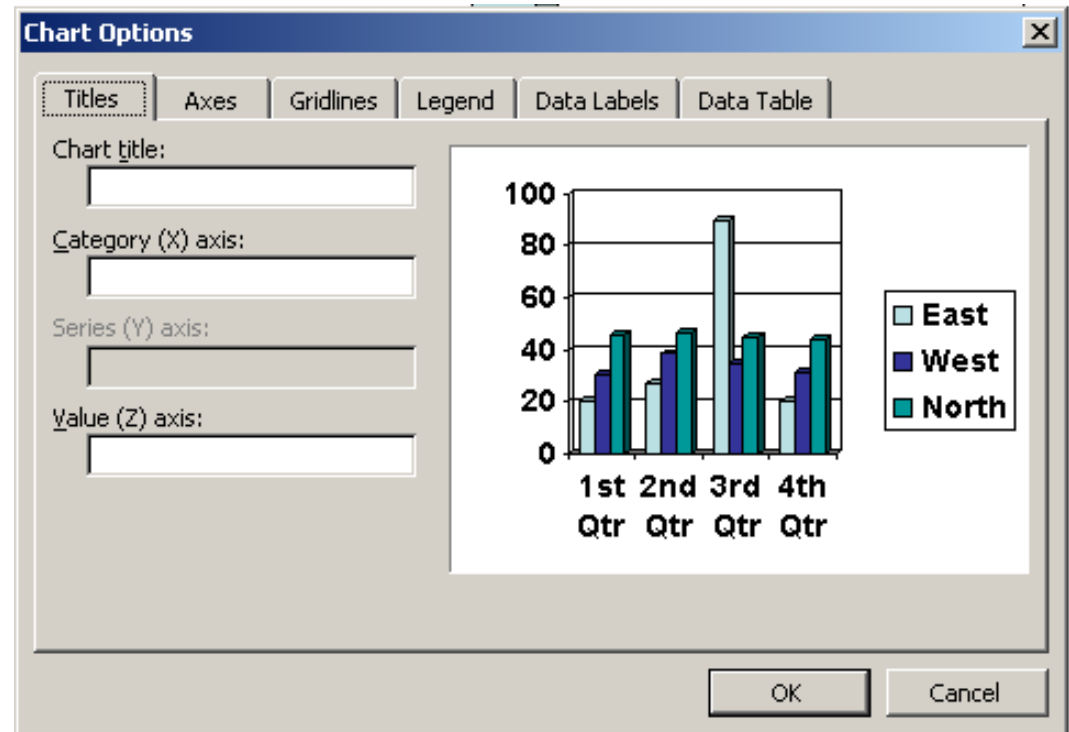 Chart Options
Titles Axes Gridlines Legend Data Labels Data Table
Chart title:
Category (X) axis:
Series (Y) axis:
Value (Z) axis:
100
80
60
40
20
0
1st 2nd 3rd 4th
Qtr Qtr Qtr Qtr
East
West
North
OK Cancel